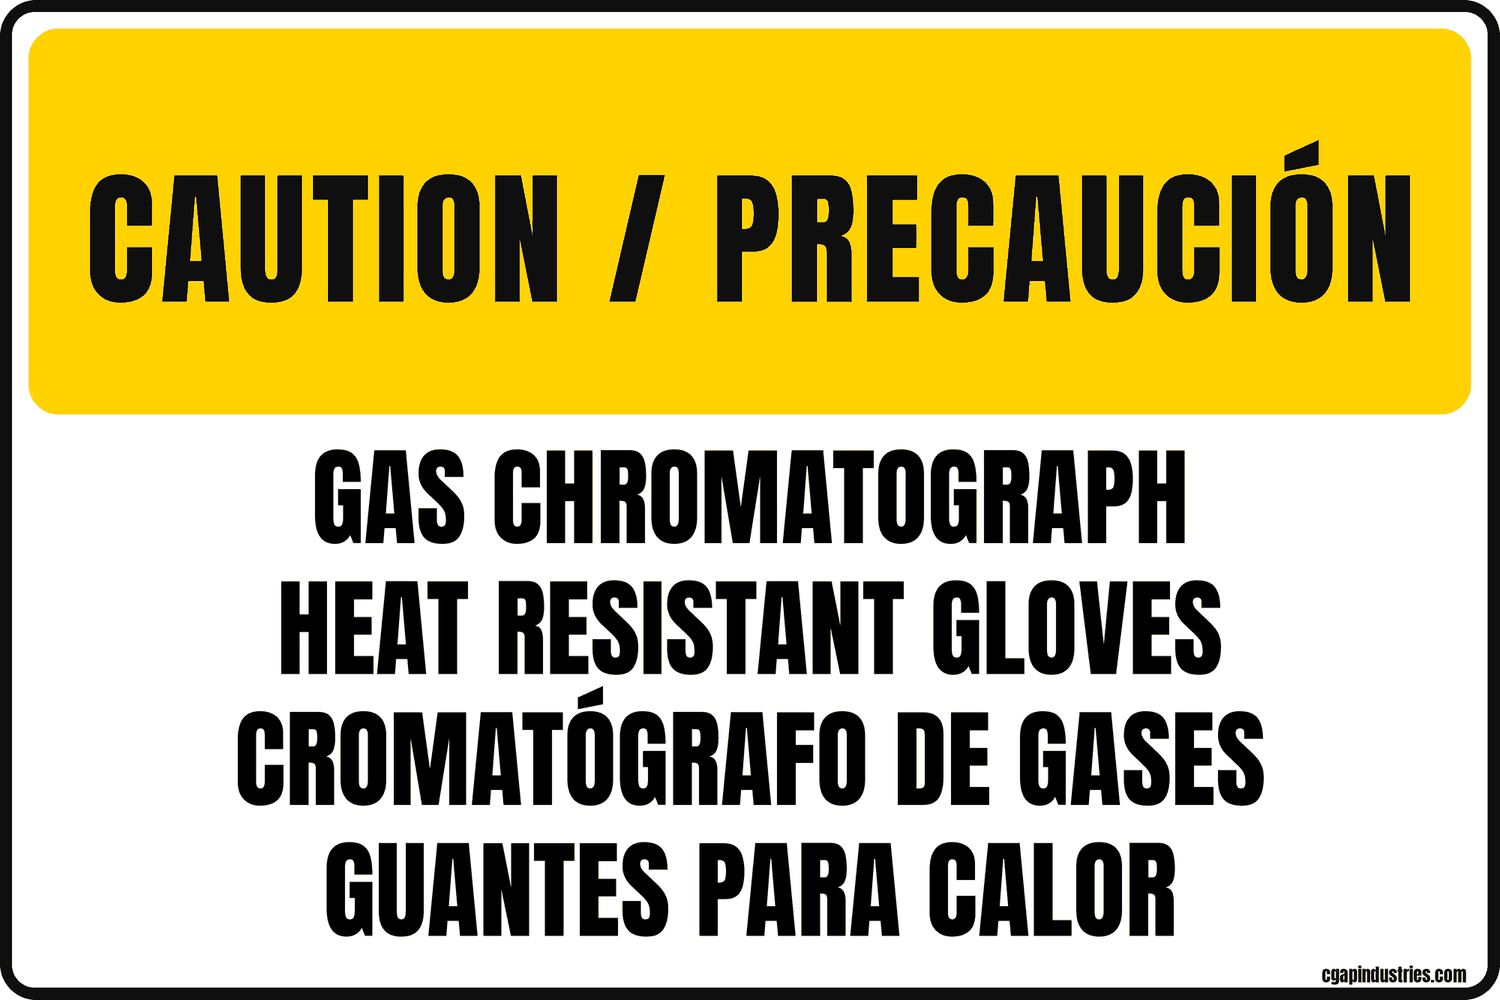 CAUTION / PRECAUCIÓN
GAS CHROMATOGRAPH
HEAT RESISTANT GLOVES
CROMATÓGRAFO DE GASES
GUANTES PARA CALOR
cgapindustries.com